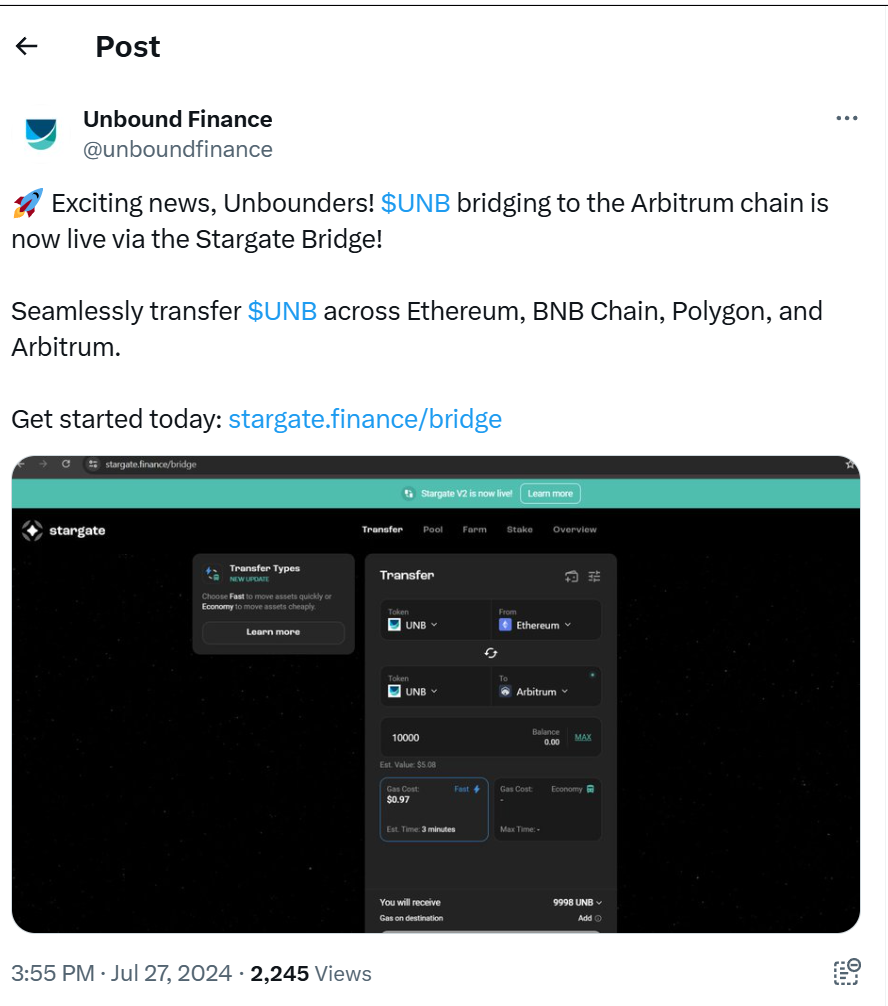 Post
Unbound Finance
@unboundfinance
🚀 Exciting news, Unbounders! $UNB bridging to the Arbitrum chain is
now live via the Stargate Bridge!
Seamlessly transfer $UNB across Ethereum, BNB Chain, Polygon, and
Arbitrum.
Get started today: stargate.finance/bridge
stargate.finance/bridge
Stargate V2 is now live! Learn more
stargate
Transfer Pool Farm Stake Overview
Transfer Types
NEW UPDATE
Choose Fast to move assets quickly or
Economy to move assets cheaply.
Learn more
Transfer
Token From
UNB Ethereum
Token To
UNB Arbitrum
10000 Balance 0.00 MAX
Est. Value: $5.08
Gas Cost: Fast
$0.97
Est. Time: 3 minutes
Gas Cost: Economy
-
Max Time: -
You will receive 9998 UNB
Gas on destination Add
3:55 PM · Jul 27, 2024 · 2,245 Views